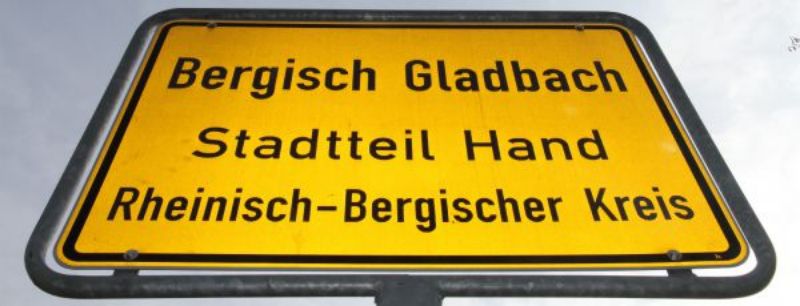 Bergisch Gladbach
Stadtteil Hand
Rheinisch-Bergischer Kreis